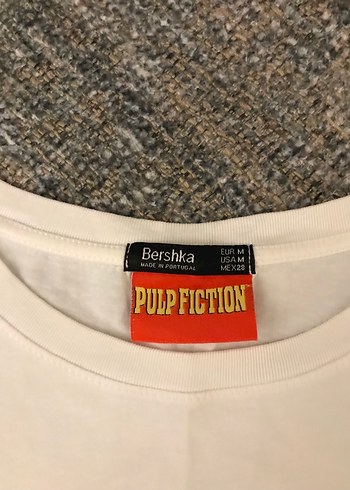 Bershka
MADE IN PORTUGAL
EUR M
USA M
MEX 28
PULP FICTION